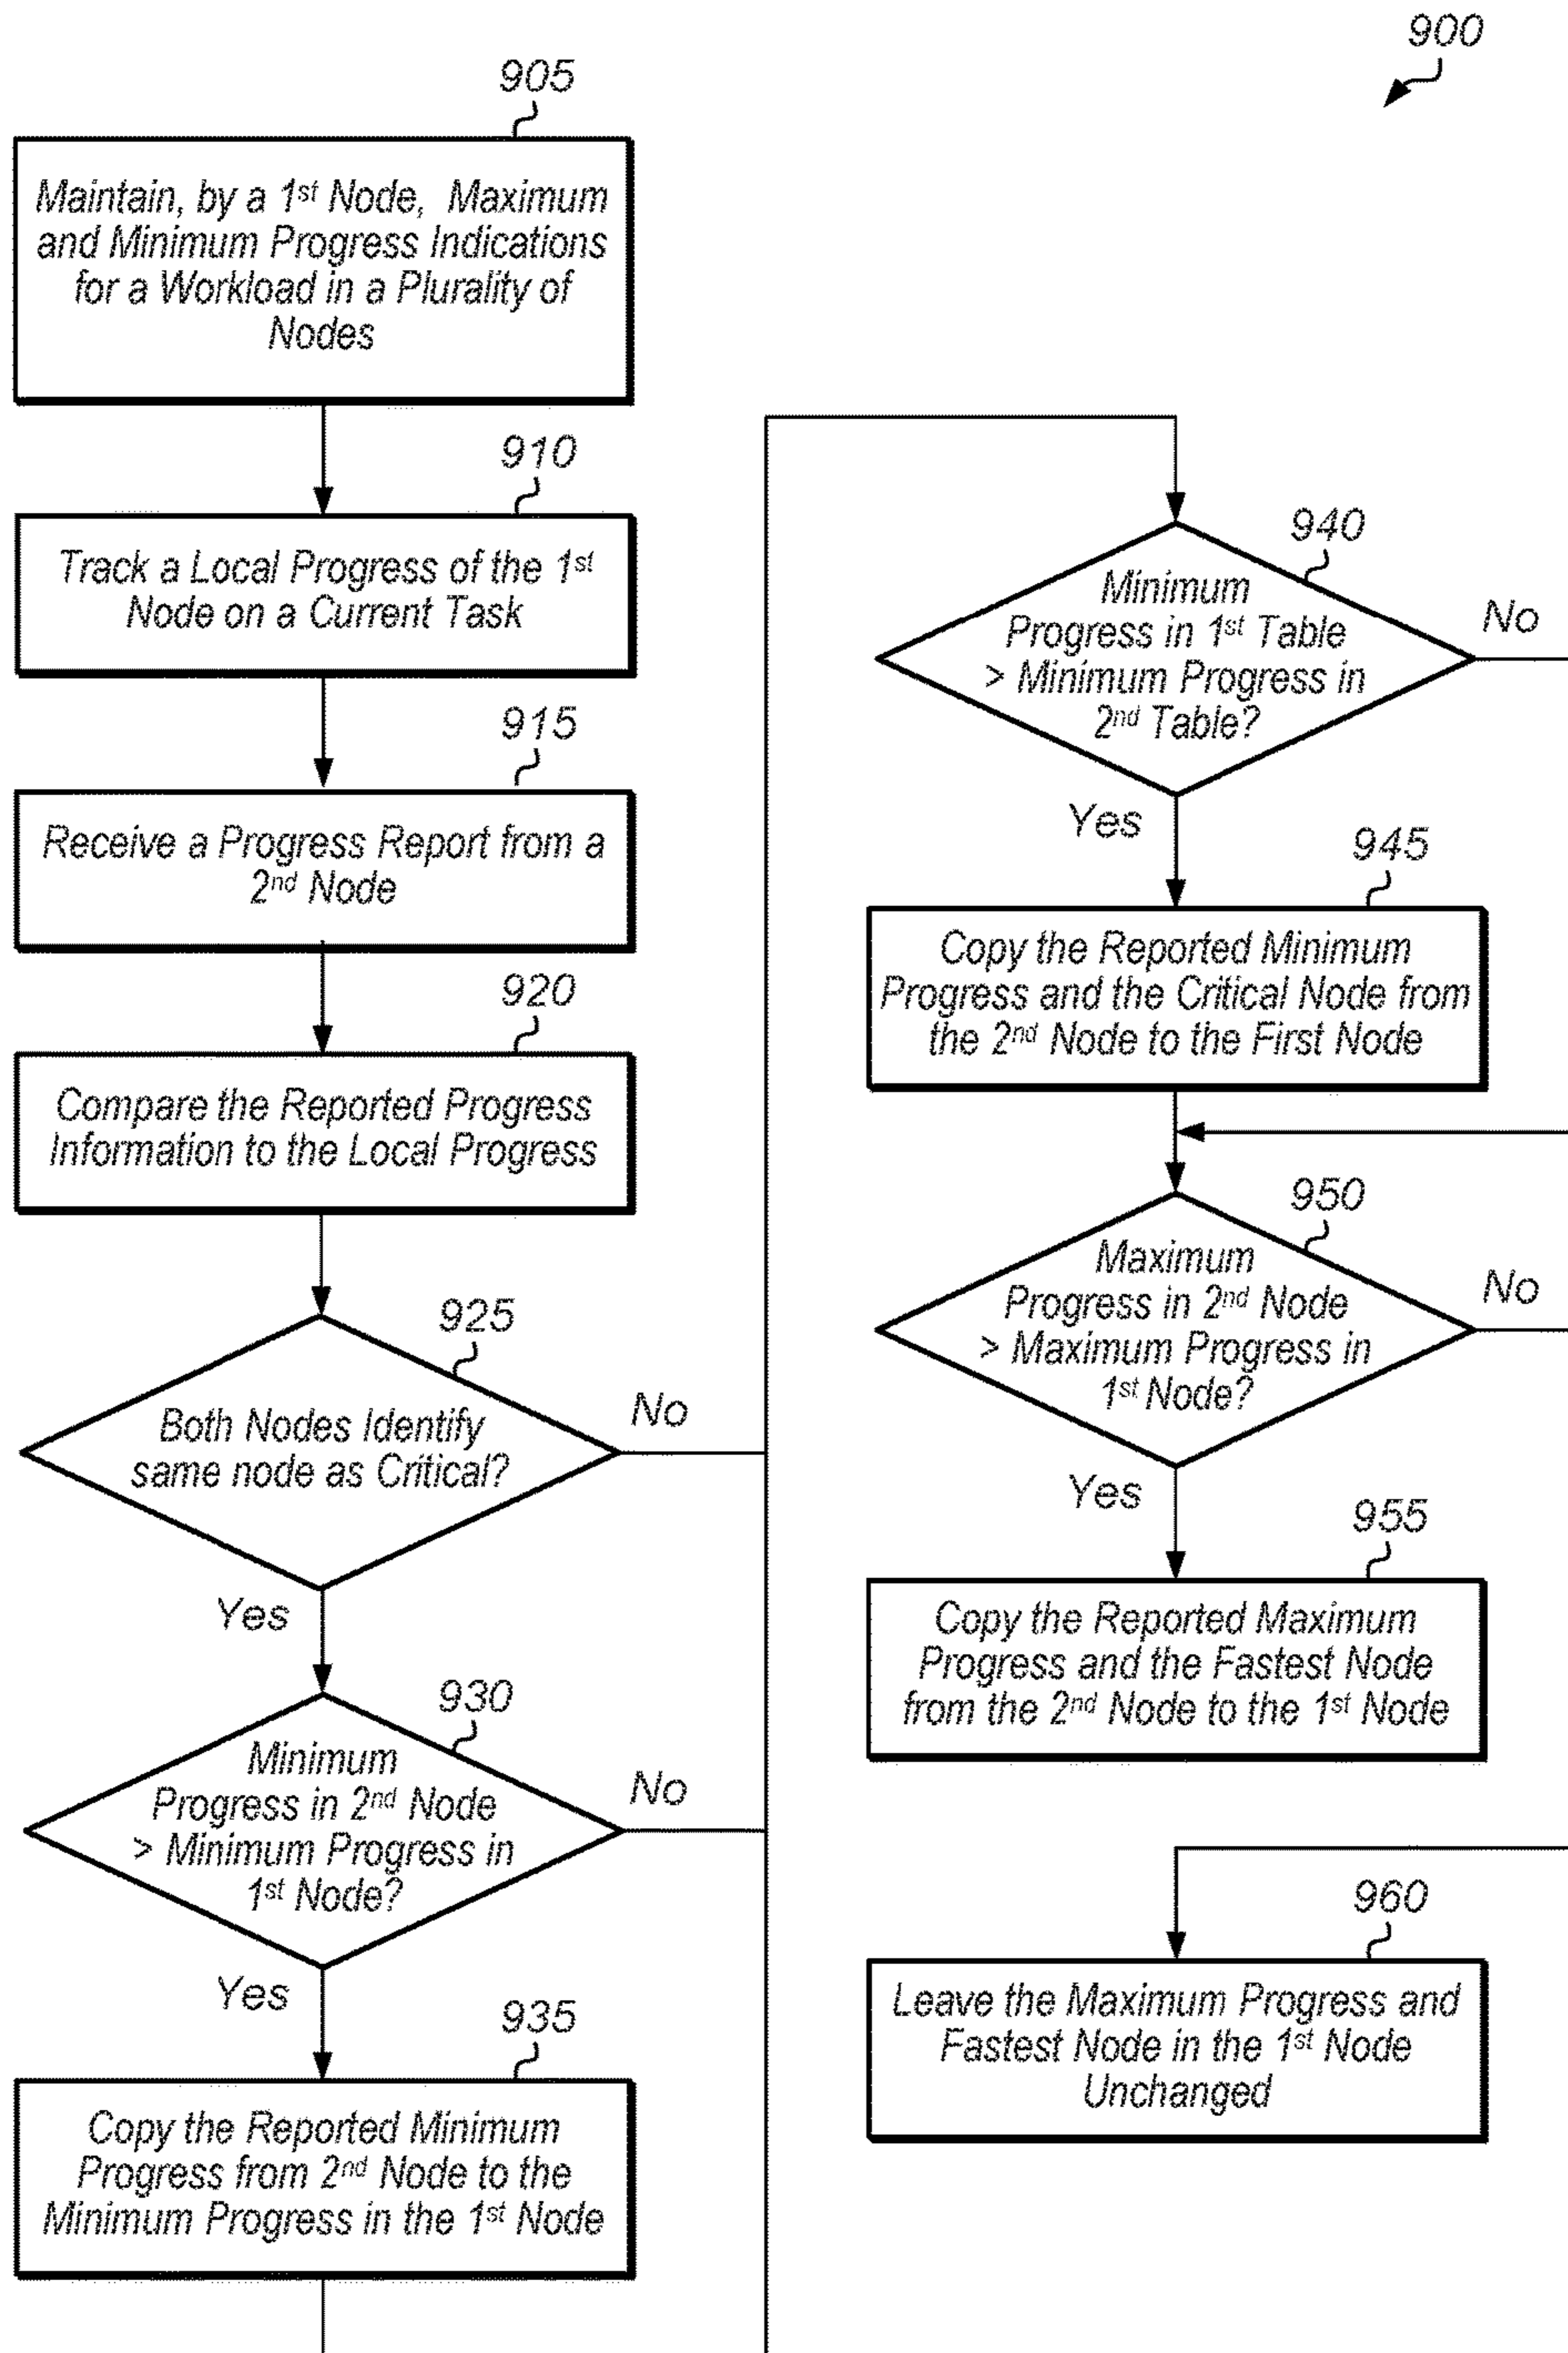 900
905
Maintain, by a 1st Node, Maximum
and Minimum Progress Indications
for a Workload in a Plurality of
Nodes
910
Track a Local Progress of the 1st
Node on a Current Task
915
Receive a Progress Report from a
2nd Node
920
Compare the Reported Progress
Information to the Local Progress
925
Both Nodes Identify
same node as Critical?
No
Yes
930
Minimum
Progress in 2nd Node
> Minimum Progress in
1st Node?
No
Yes
935
Copy the Reported Minimum
Progress from 2nd Node to the
Minimum Progress in the 1st Node
940
Minimum
Progress in 1st Table
> Minimum Progress in
2nd Table?
No
Yes
945
Copy the Reported Minimum
Progress and the Critical Node from
the 2nd Node to the First Node
950
Maximum
Progress in 2nd Node
> Maximum Progress in
1st Node?
No
Yes
955
Copy the Reported Maximum
Progress and the Fastest Node
from the 2nd Node to the 1st Node
960
Leave the Maximum Progress and
Fastest Node in the 1st Node
Unchanged